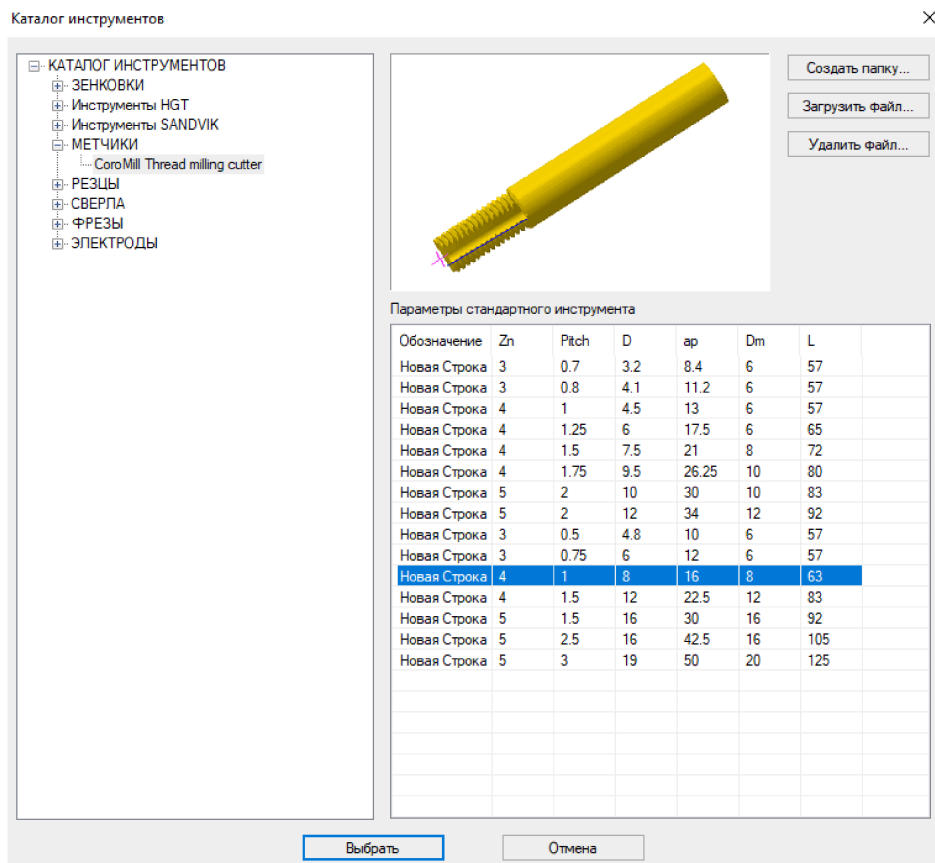 Каталог инструментов
КАТАЛОГ ИНСТРУМЕНТОВ
ЗЕНКОВКИ
Инструменты HGT
Инструменты SANDVIK
МЕТЧИКИ
CoroMill Thread milling cutter
РЕЗЦЫ
СВЕРЛА
ФРЕЗЫ
ЭЛЕКТРОДЫ
Создать папку...
Загрузить файл...
Удалить файл...
Параметры стандартного инструмента
Обозначение Zn Pitch D ap Dm L
Новая Строка 3 0.7 3.2 8.4 6 57
Новая Строка 3 0.8 4.1 11.2 6 57
Новая Строка 4 1 4.5 13 6 57
Новая Строка 4 1.25 6 17.5 6 65
Новая Строка 4 1.5 7.5 21 8 72
Новая Строка 4 1.75 9.5 26.25 10 80
Новая Строка 5 2 10 30 10 83
Новая Строка 5 2 12 34 12 92
Новая Строка 3 0.5 4.8 10 6 57
Новая Строка 3 0.75 6 12 6 57
Новая Строка 4 1 8 16 8 63
Новая Строка 4 1.5 12 22.5 12 83
Новая Строка 5 1.5 16 30 16 92
Новая Строка 5 2.5 16 42.5 16 105
Новая Строка 5 3 19 50 20 125
Выбрать Отмена